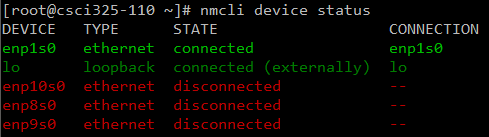 [root@csci325-110 ~]# nmcli device status
DEVICE   TYPE      STATE                   CONNECTION
enp1s0   ethernet  connected               enp1s0
lo       loopback  connected (externally)  lo
enp10s0  ethernet  disconnected            --
enp8s0   ethernet  disconnected            --
enp9s0   ethernet  disconnected            --